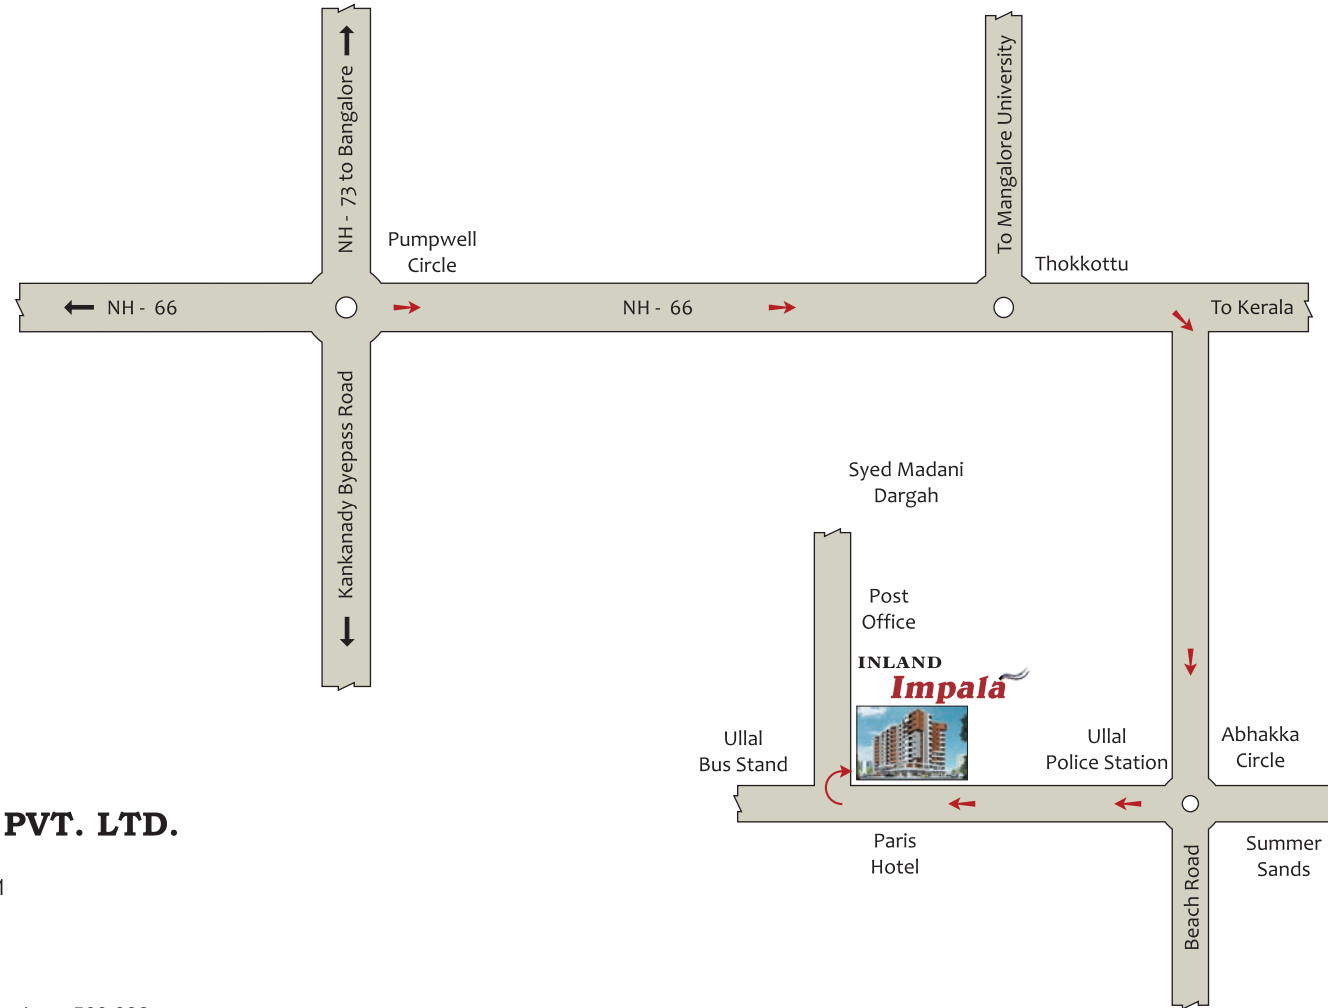 NH - 73 to Bangalore
To Mangalore University
Pumpwell
Circle
Thokkottu
NH - 66
NH - 66
To Kerala
Kankanady Byepass Road
Syed Madani
Dargah
Post
Office
INLAND
Impala
Ullal
Bus Stand
Ullal
Police Station
Abhakka
Circle
PVT. LTD.
Paris
Hotel
Summer
Sands
Beach Road